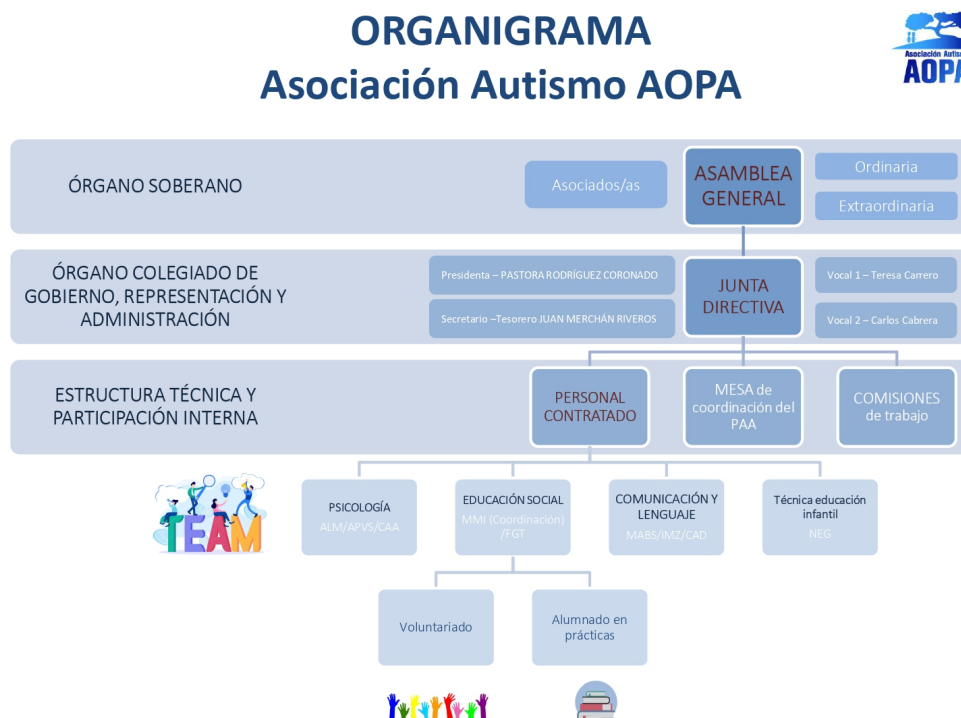 ORGANIGRAMA
Asociación Autismo AOPA
Asociación
AOPA
ÓRGANO SOBERANO
Asociados/as
ASAMBLEA
GENERAL
Ordinaria
Extraordinaria
ÓRGANO COLEGIADO DE
GOBIERNO, REPRESENTACIÓN Y
ADMINISTRACIÓN
Presidenta – PASTORA RODRÍGUEZ CORONADO
Secretario –Tesorero JUAN MERCHÁN RIVEROS
JUNTA
DIRECTIVA
Vocal 1 – Teresa Carrero
Vocal 2 – Carlos Cabrera
ESTRUCTURA TÉCNICA Y
PARTICIPACIÓN INTERNA
PERSONAL
CONTRATADO
MESA de
coordinación del
PAA
COMISIONES
de trabajo
TEAM
PSICOLOGÍA
ALM/APVS/CAA
EDUCACIÓN SOCIAL
MMI (Coordinación)
/FGT
COMUNICACIÓN Y
LENGUAJE
MABS/IMZ/CAD
Técnica educación
infantil
NEG
Voluntariado
Alumnado en
prácticas